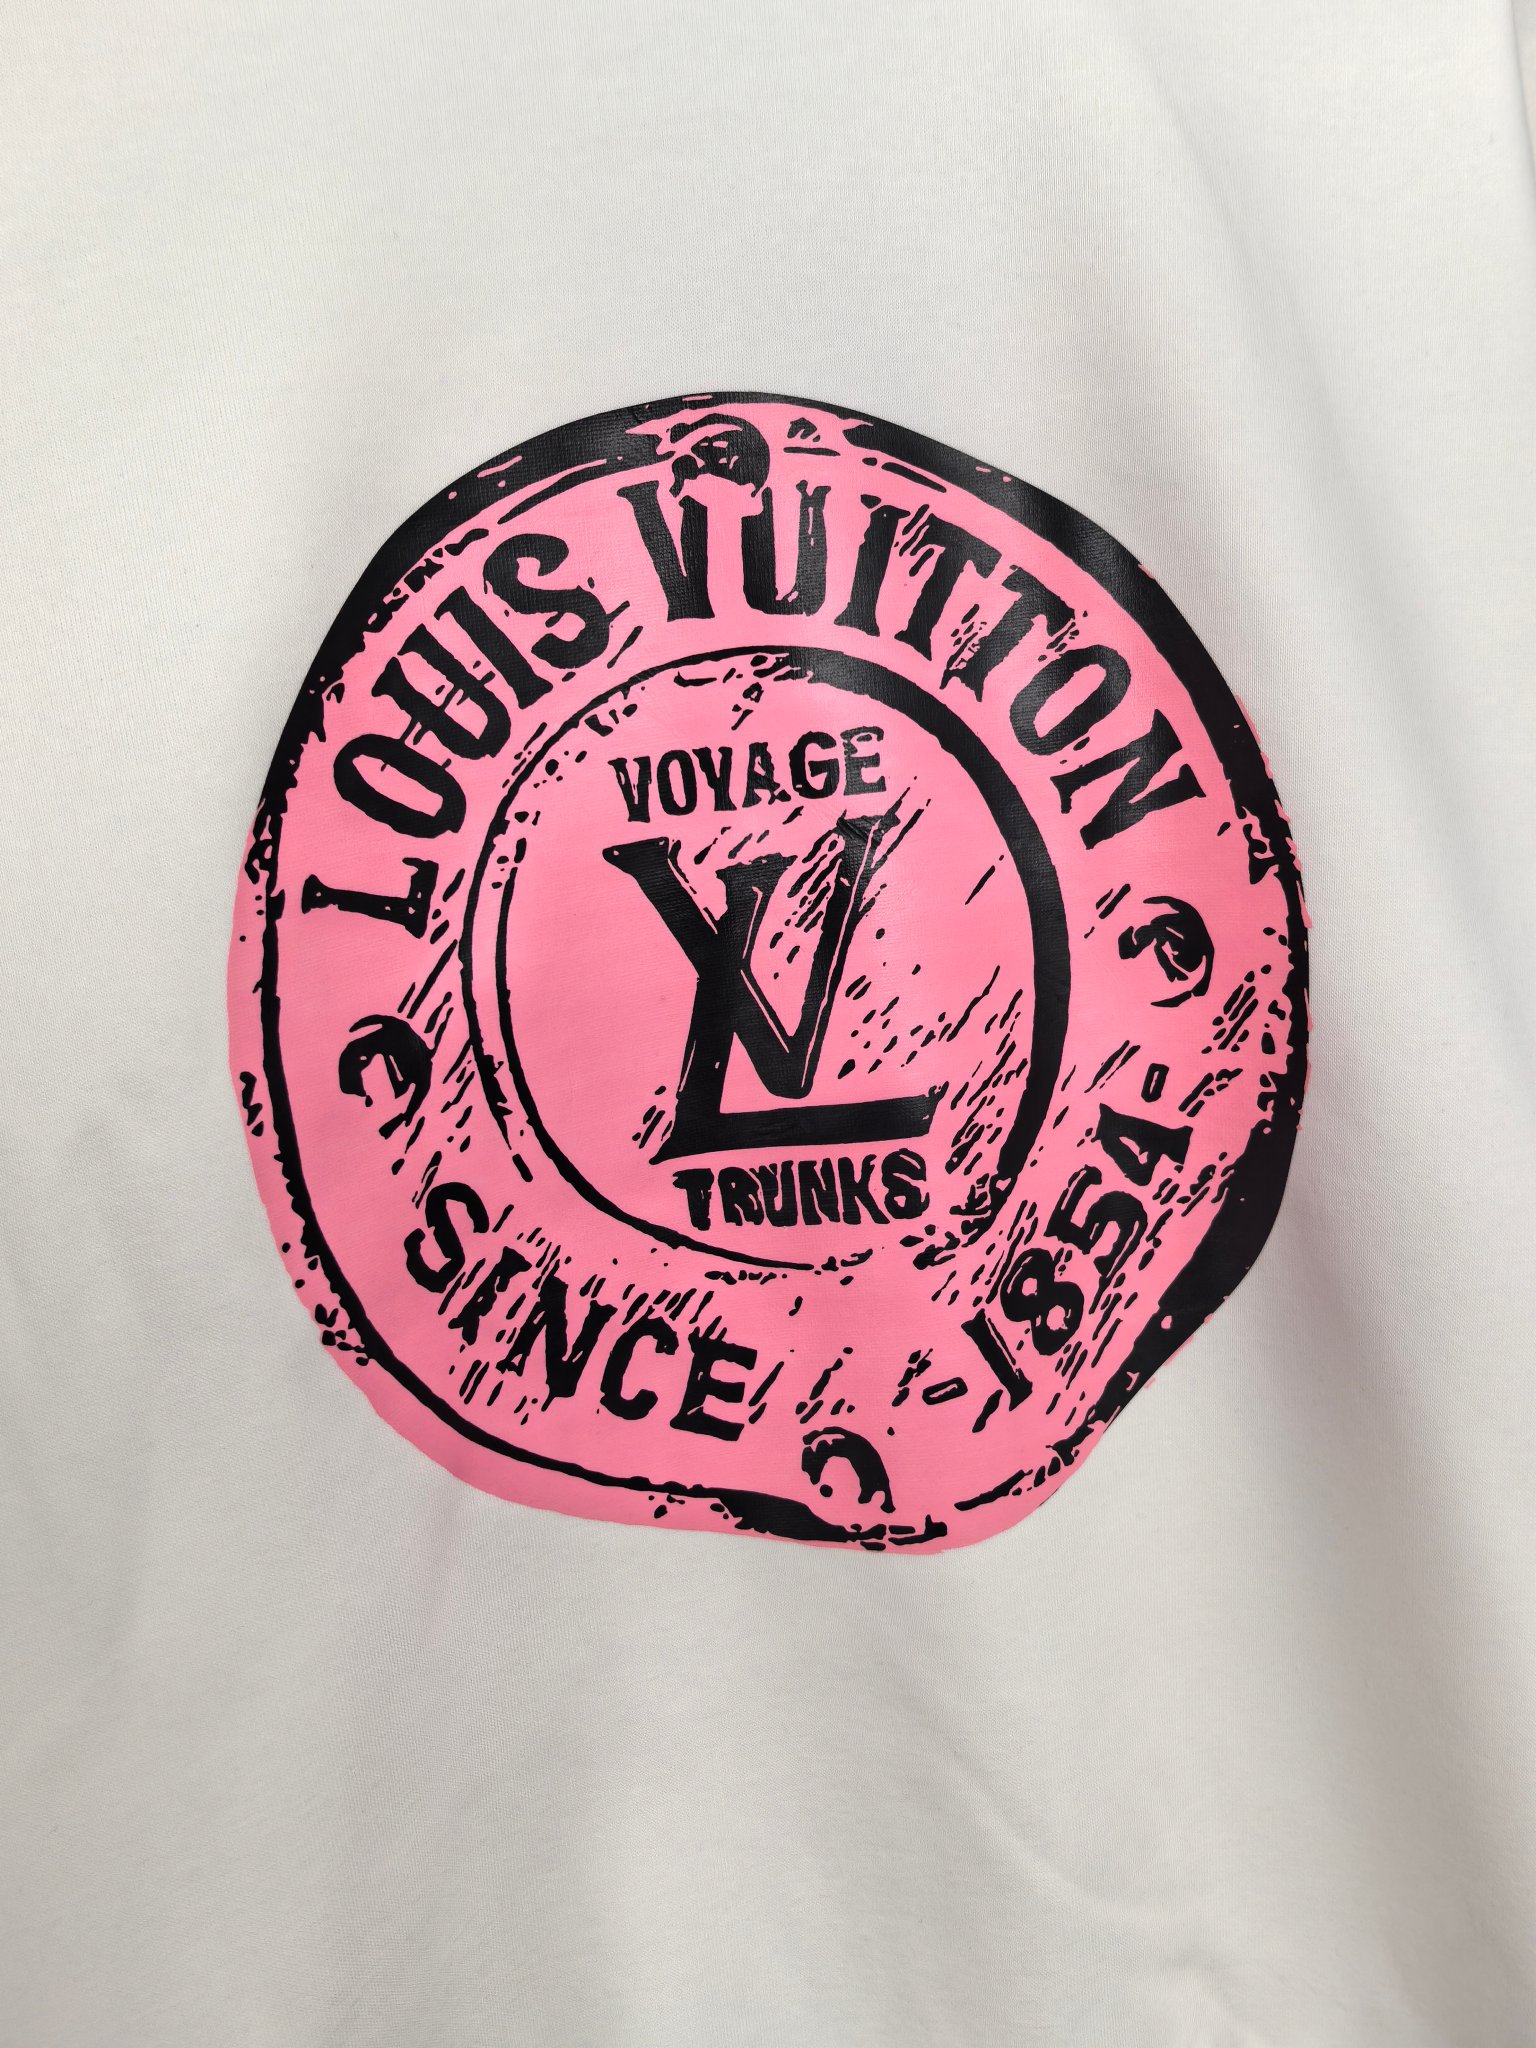 LOUIS VUITTON
VOYAGE
LV
TRUNKS
SINCE -1854-